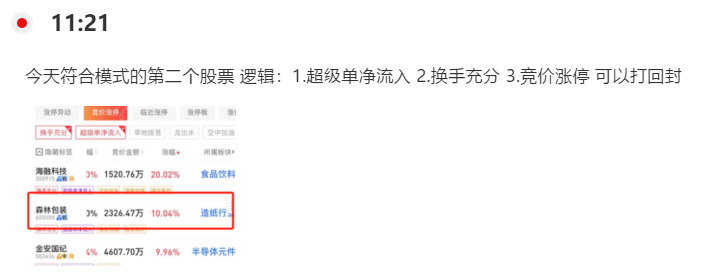 11:21
今天符合模式的第二个股票 逻辑：1.超级单净流入 2.换手充分 3.竞价涨停 可以打回封
涨停异动 竞价涨停 临近涨停 涨停板
换手充分 超级单净流入 旱地拔葱 龙出水 空中加油
隐藏标签 幅 竞价金额 涨幅 所属板块
海融科技 0% 1520.76万 20.02% 食品饮料
300915
森林包装 0% 2326.47万 10.04% 造纸行
605500
金安国纪 4607.70万 9.96% 半导体元件
002636